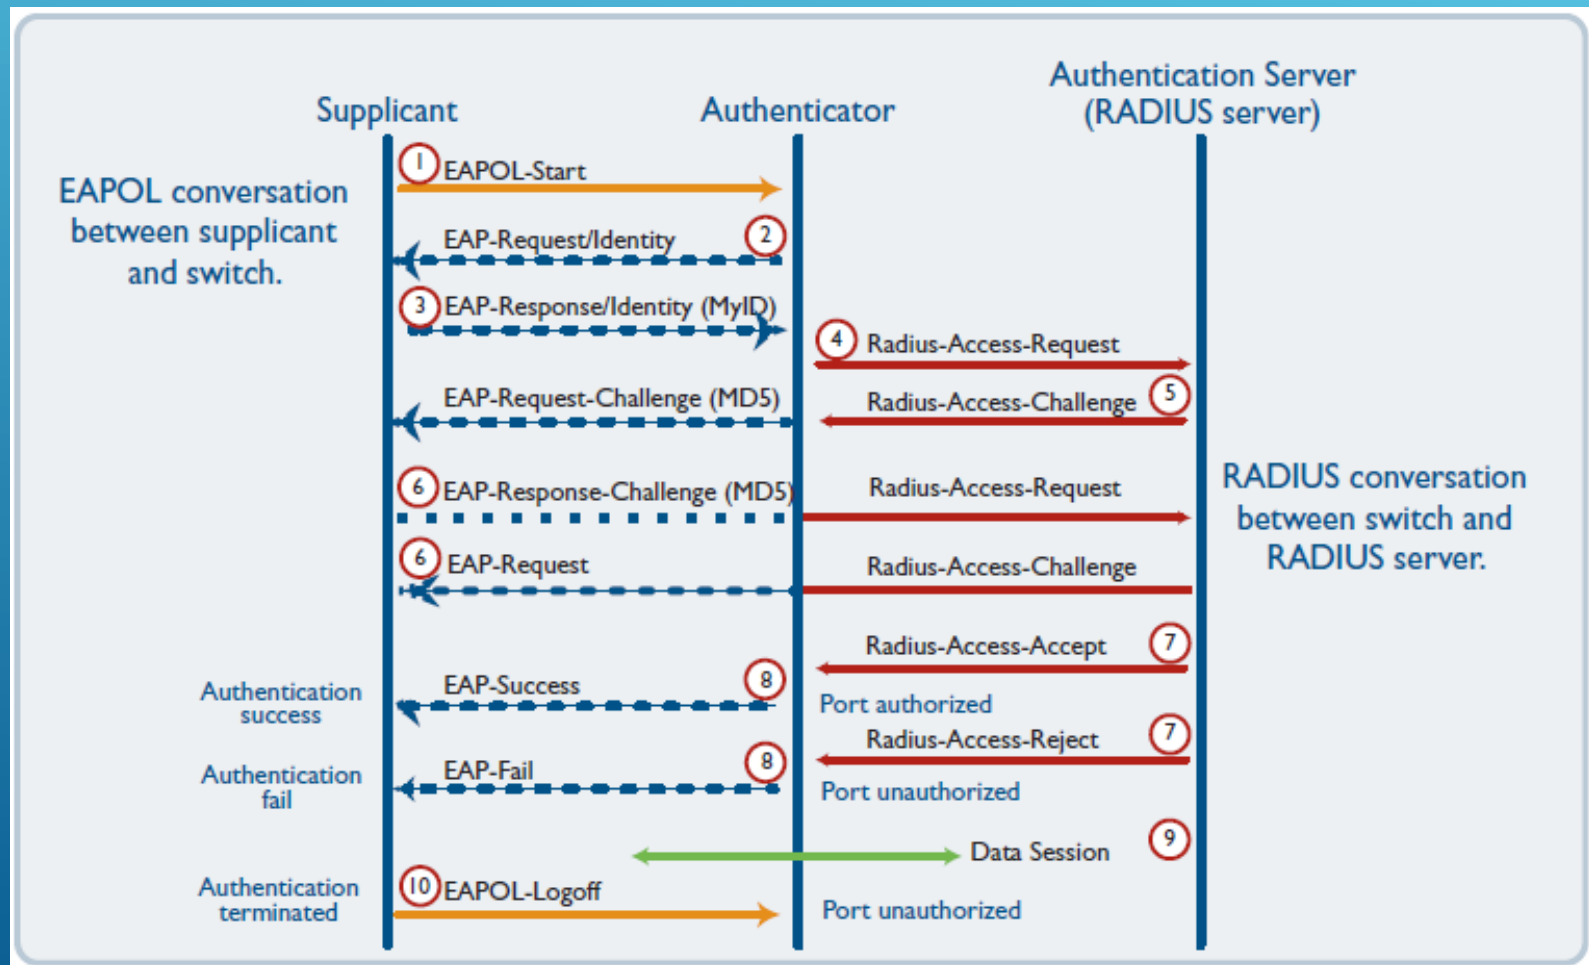 Supplicant
Authenticator
Authentication Server
(RADIUS server)
EAPOL conversation
between supplicant
and switch.
1 EAPOL-Start
EAP-Request/Identity 2
3 EAP-Response/Identity (MyID)
4 Radius-Access-Request
EAP-Request-Challenge (MD5)
Radius-Access-Challenge 5
6 EAP-Response-Challenge (MD5)
Radius-Access-Request
RADIUS conversation
between switch and
RADIUS server.
6 EAP-Request
Radius-Access-Challenge
Radius-Access-Accept 7
Authentication
success
EAP-Success 8
Port authorized
Radius-Access-Reject 7
Authentication
fail
EAP-Fail 8
Port unauthorized
Data Session 9
Authentication
terminated
10 EAPOL-Logoff
Port unauthorized